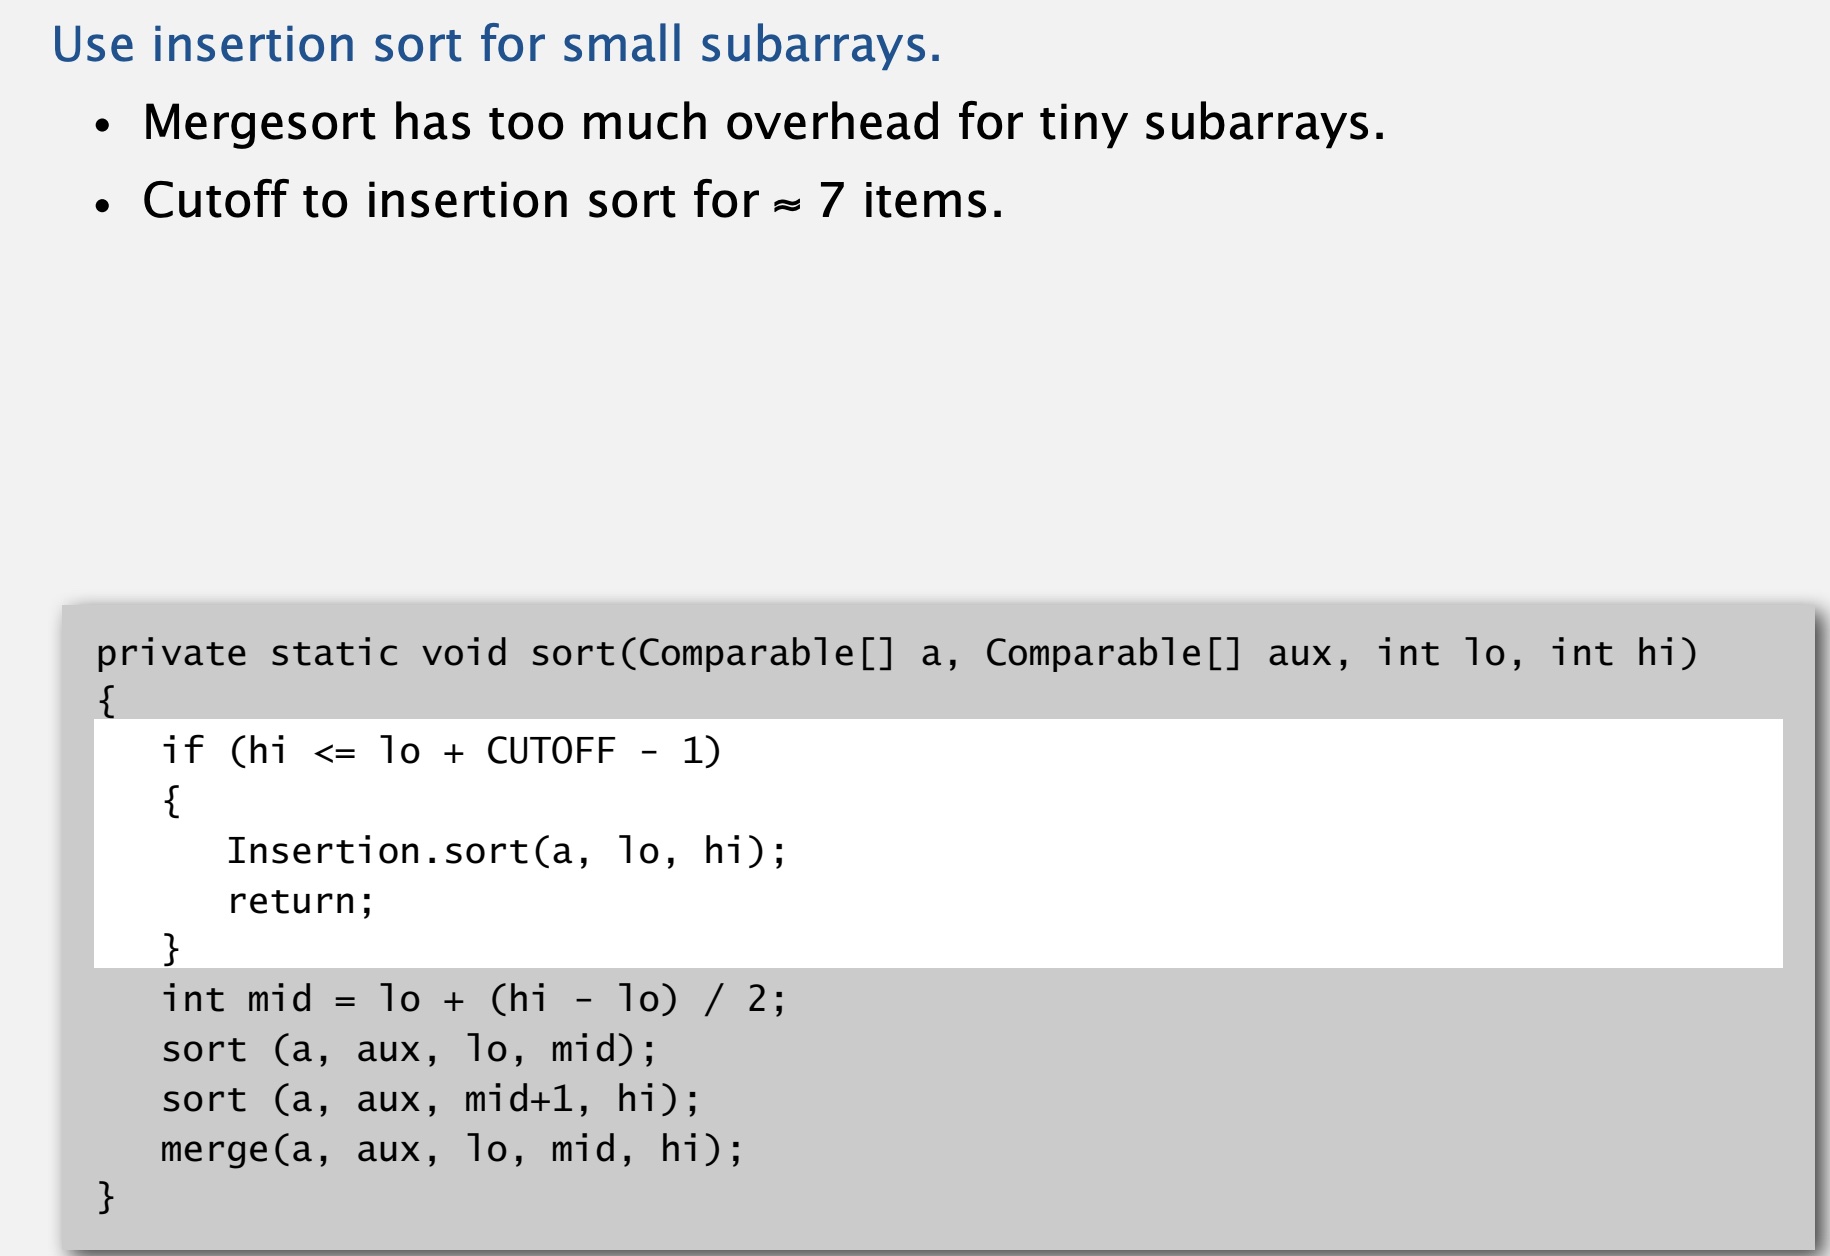 Use insertion sort for small subarrays.
• Mergesort has too much overhead for tiny subarrays.
• Cutoff to insertion sort for ≈ 7 items.
private static void sort(Comparable[] a, Comparable[] aux, int lo, int hi)
{
   if (hi <= lo + CUTOFF - 1)
   {
      Insertion.sort(a, lo, hi);
      return;
   }
   int mid = lo + (hi - lo) / 2;
   sort (a, aux, lo, mid);
   sort (a, aux, mid+1, hi);
   merge(a, aux, lo, mid, hi);
}